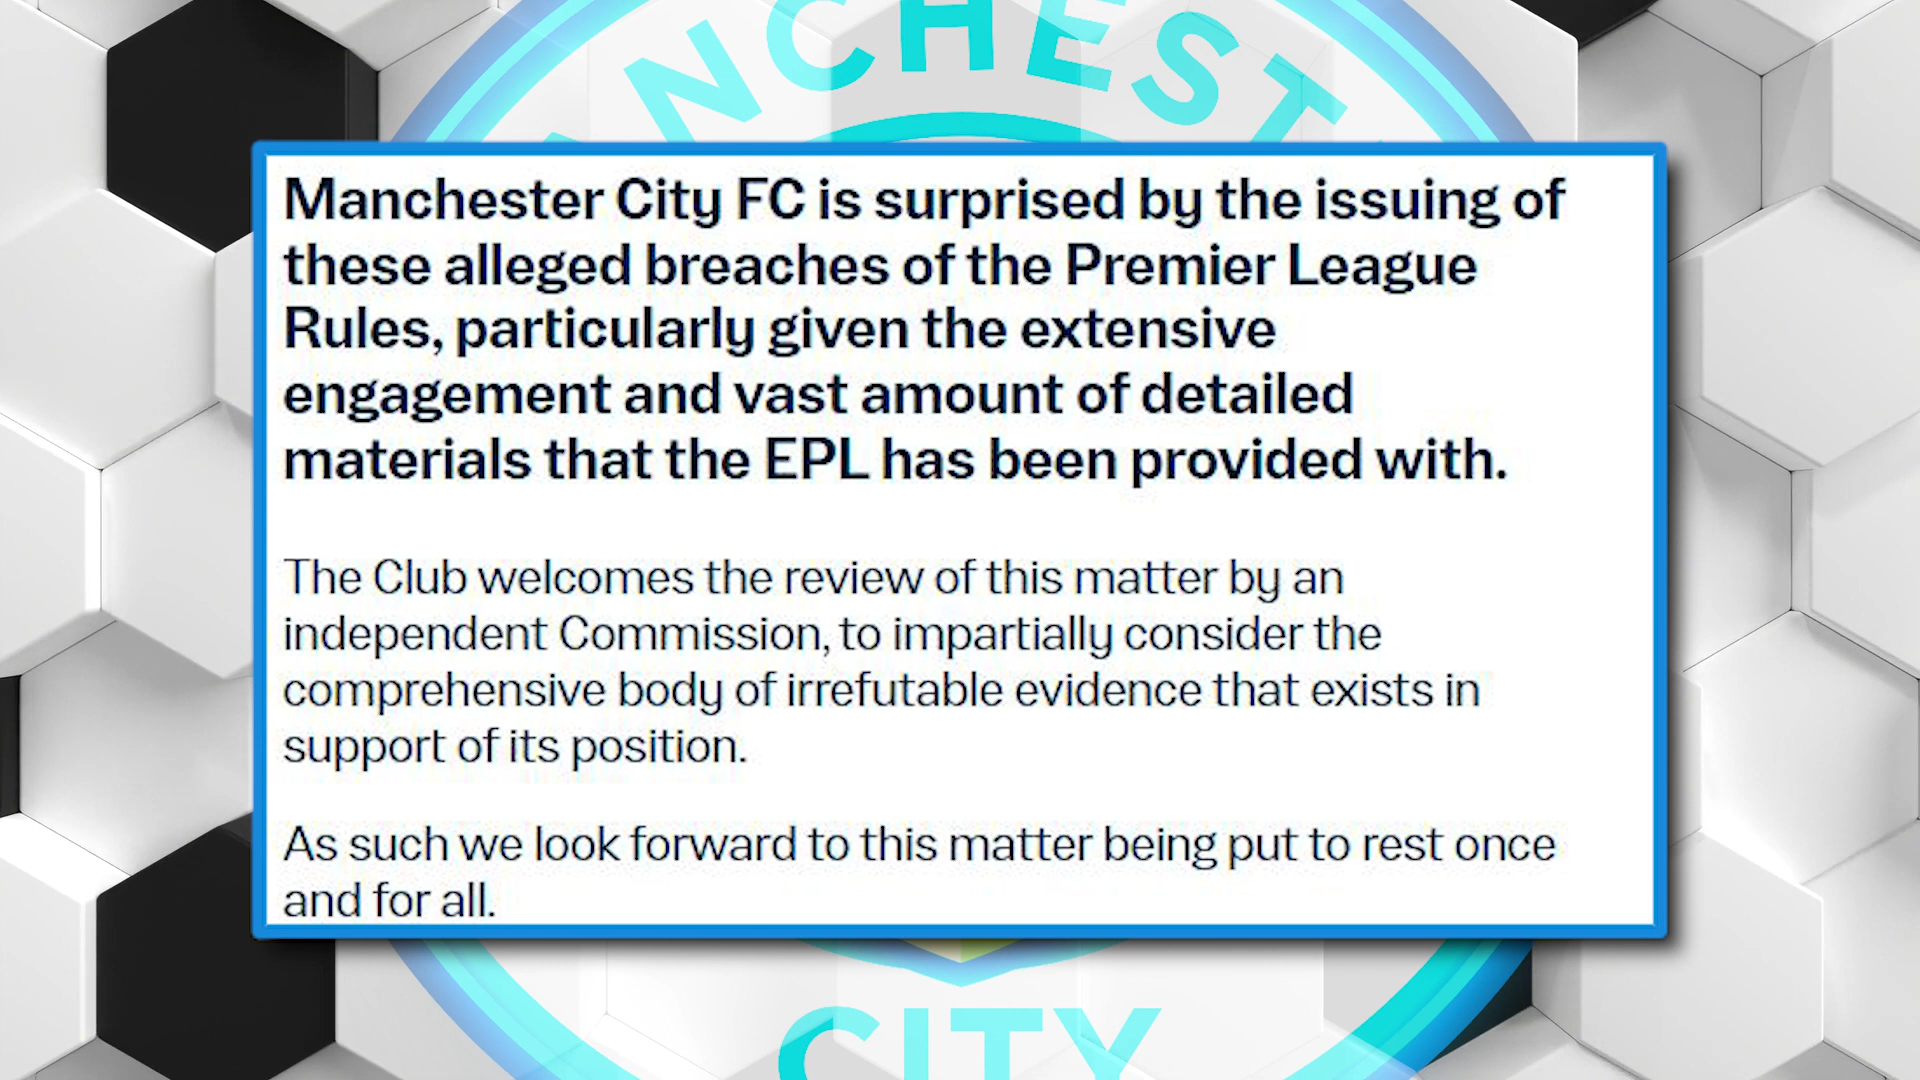 NCHEST
Manchester City FC is surprised by the issuing of
these alleged breaches of the Premier League
Rules, particularly given the extensive
engagement and vast amount of detailed
materials that the EPL has been provided with.
The Club welcomes the review of this matter by an
independent Commission, to impartially consider the
comprehensive body of irrefutable evidence that exists in
support of its position.
As such we look forward to this matter being put to rest once
and for all.
CITY